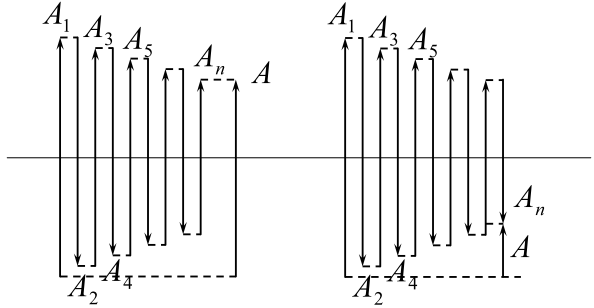 A₁ A₃ A₅ Aₙ A
A₂ A₄
A₁ A₃ A₅
Aₙ
A
A₂ A₄